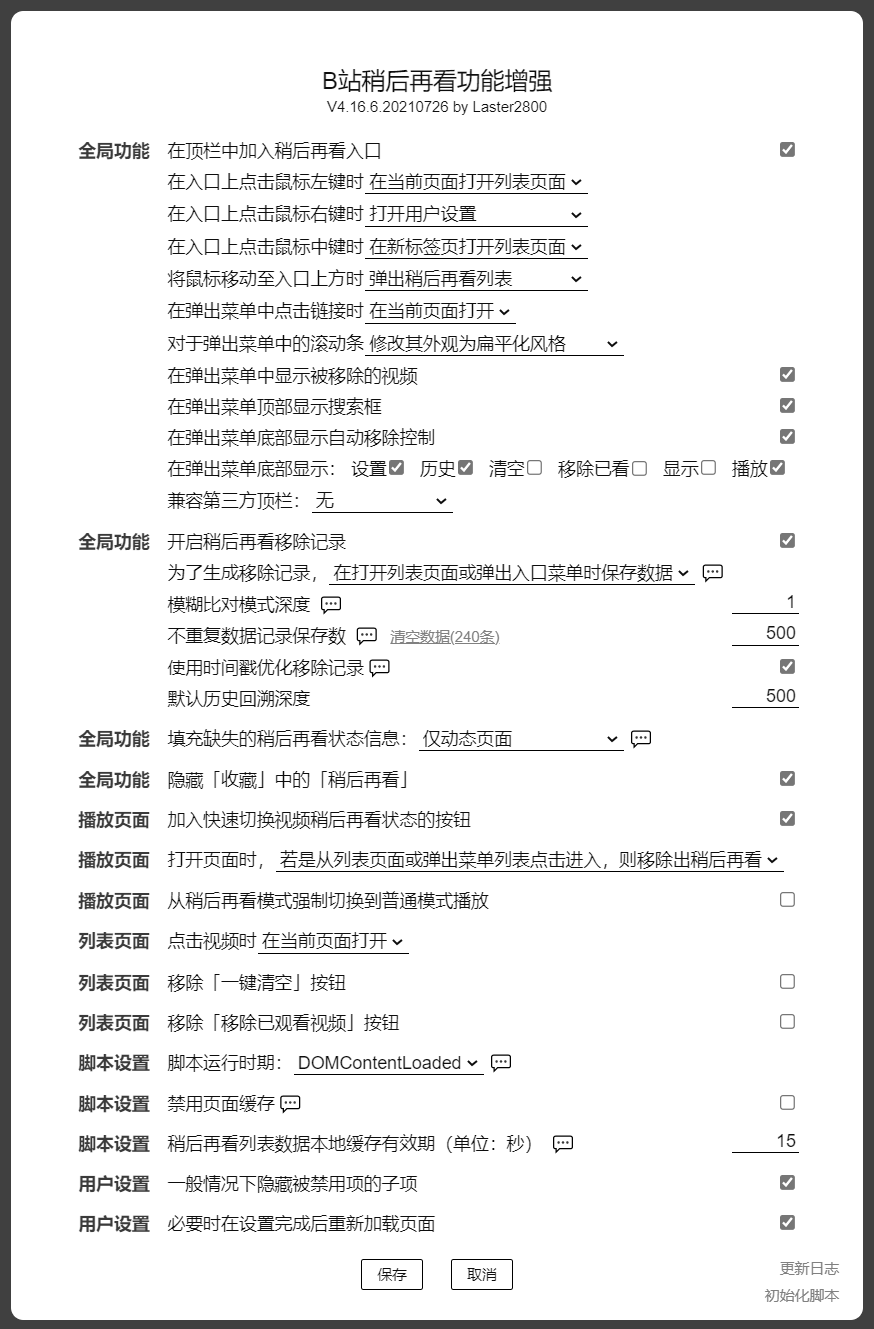 B站稍后再看功能增强
V4.16.6.20210726 by Laster2800
全局功能 在顶栏中加入稍后再看入口
在入口上点击鼠标左键时 在当前页面打开列表页面
在入口上点击鼠标右键时 打开用户设置
在入口上点击鼠标中键时 在新标签页打开列表页面
将鼠标移动至入口上方时 弹出稍后再看列表
在弹出菜单中点击链接时 在当前页面打开
对于弹出菜单中的滚动条 修改其外观为扁平化风格
在弹出菜单中显示被移除的视频
在弹出菜单顶部显示搜索框
在弹出菜单底部显示自动移除控制
在弹出菜单底部显示： 设置 历史 清空 移除已看 显示 播放
兼容第三方顶栏： 无
全局功能 开启稍后再看移除记录
为了生成移除记录， 在打开列表页面或弹出入口菜单时保存数据
模糊比对模式深度 1
不重复数据记录保存数 清空数据(240条) 500
使用时间戳优化移除记录
默认历史回溯深度 500
全局功能 填充缺失的稍后再看状态信息： 仅动态页面
全局功能 隐藏「收藏」中的「稍后再看」
播放页面 加入快速切换视频稍后再看状态的按钮
播放页面 打开页面时， 若是从列表页面或弹出菜单列表点击进入，则移除出稍后再看
播放页面 从稍后再看模式强制切换到普通模式播放
列表页面 点击视频时 在当前页面打开
列表页面 移除「一键清空」按钮
列表页面 移除「移除已观看视频」按钮
脚本设置 脚本运行时期： DOMContentLoaded
脚本设置 禁用页面缓存
脚本设置 稍后再看列表数据本地缓存有效期（单位：秒） 15
用户设置 一般情况下隐藏被禁用项的子项
用户设置 必要时在设置完成后重新加载页面
保存 取消
更新日志
初始化脚本